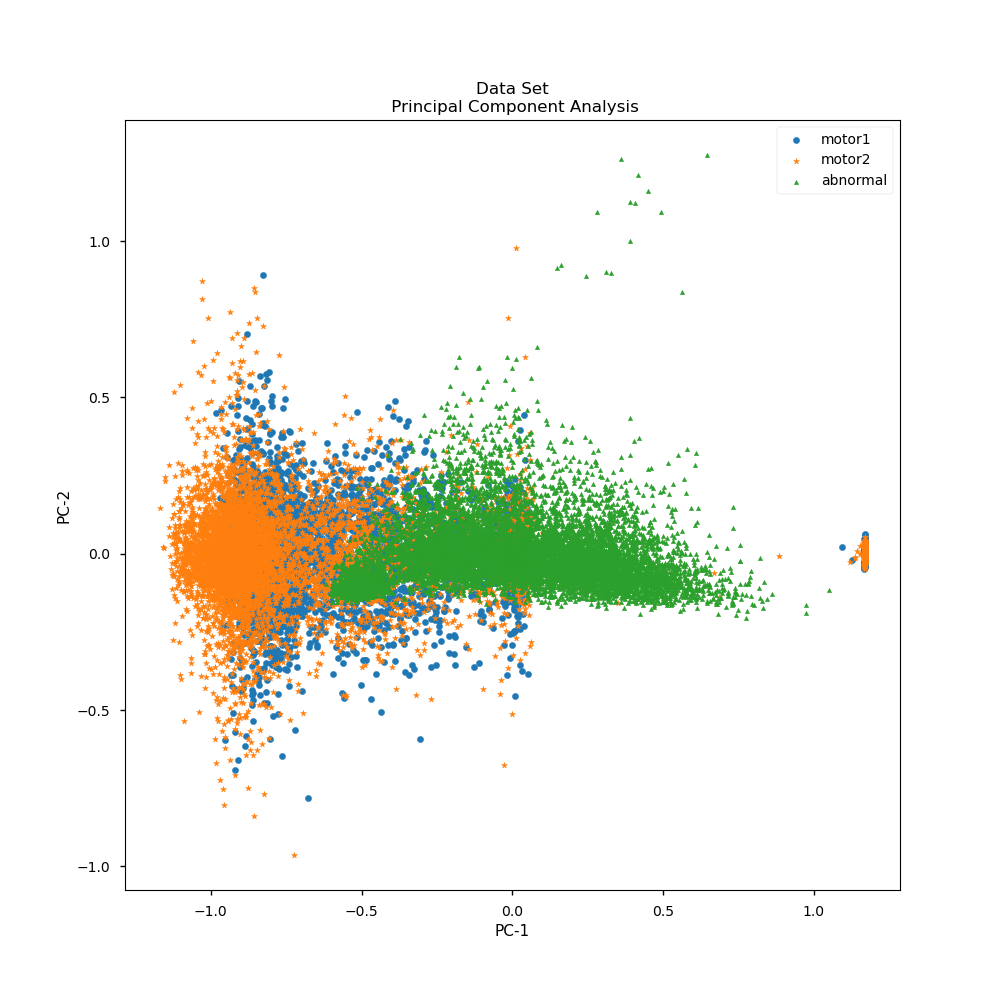 Data Set
Principal Component Analysis
motor1
motor2
abnormal
1.0
0.5
0.0
−0.5
−1.0
PC-2
−1.0 −0.5 0.0 0.5 1.0
PC-1